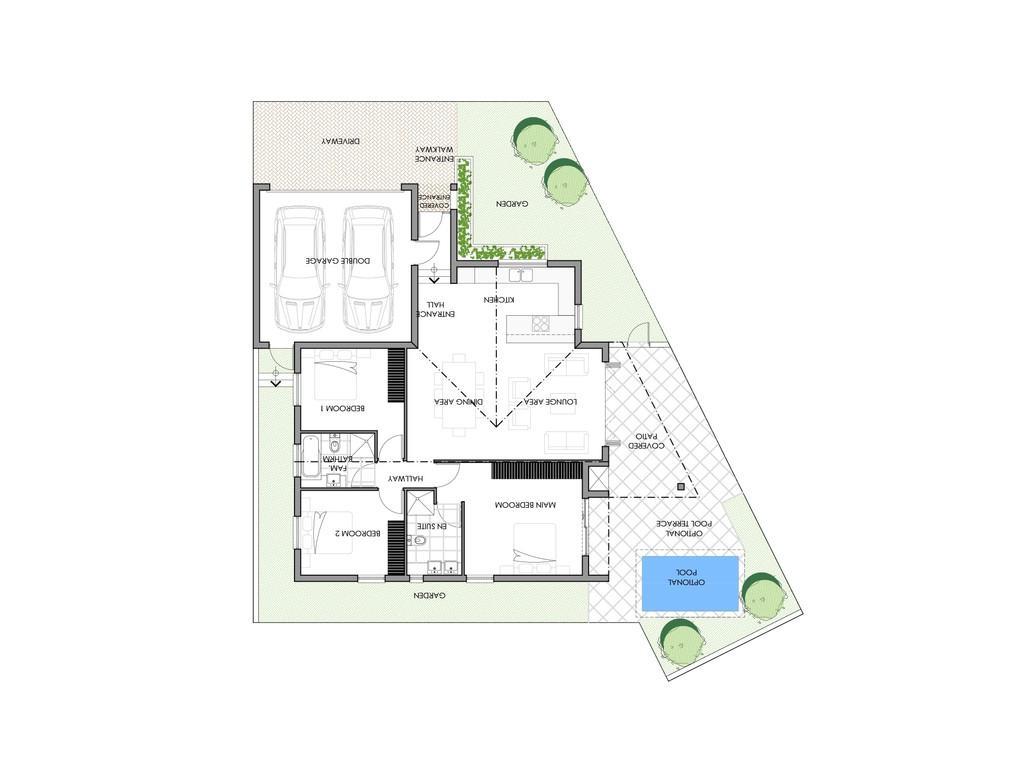 DRIVEWAY
ENTRANCE
WALKWAY
COVERED
ENTRANCE
GARDEN
DOUBLE GARAGE
KITCHEN
ENTRANCE
HALL
BEDROOM 1
DINING AREA
LOUNGE AREA
COVERED
PATIO
FAM.
BATHRM.
HALLWAY
MAIN BEDROOM
EN SUITE
BEDROOM 2
OPTIONAL
POOL TERRACE
OPTIONAL
POOL
GARDEN